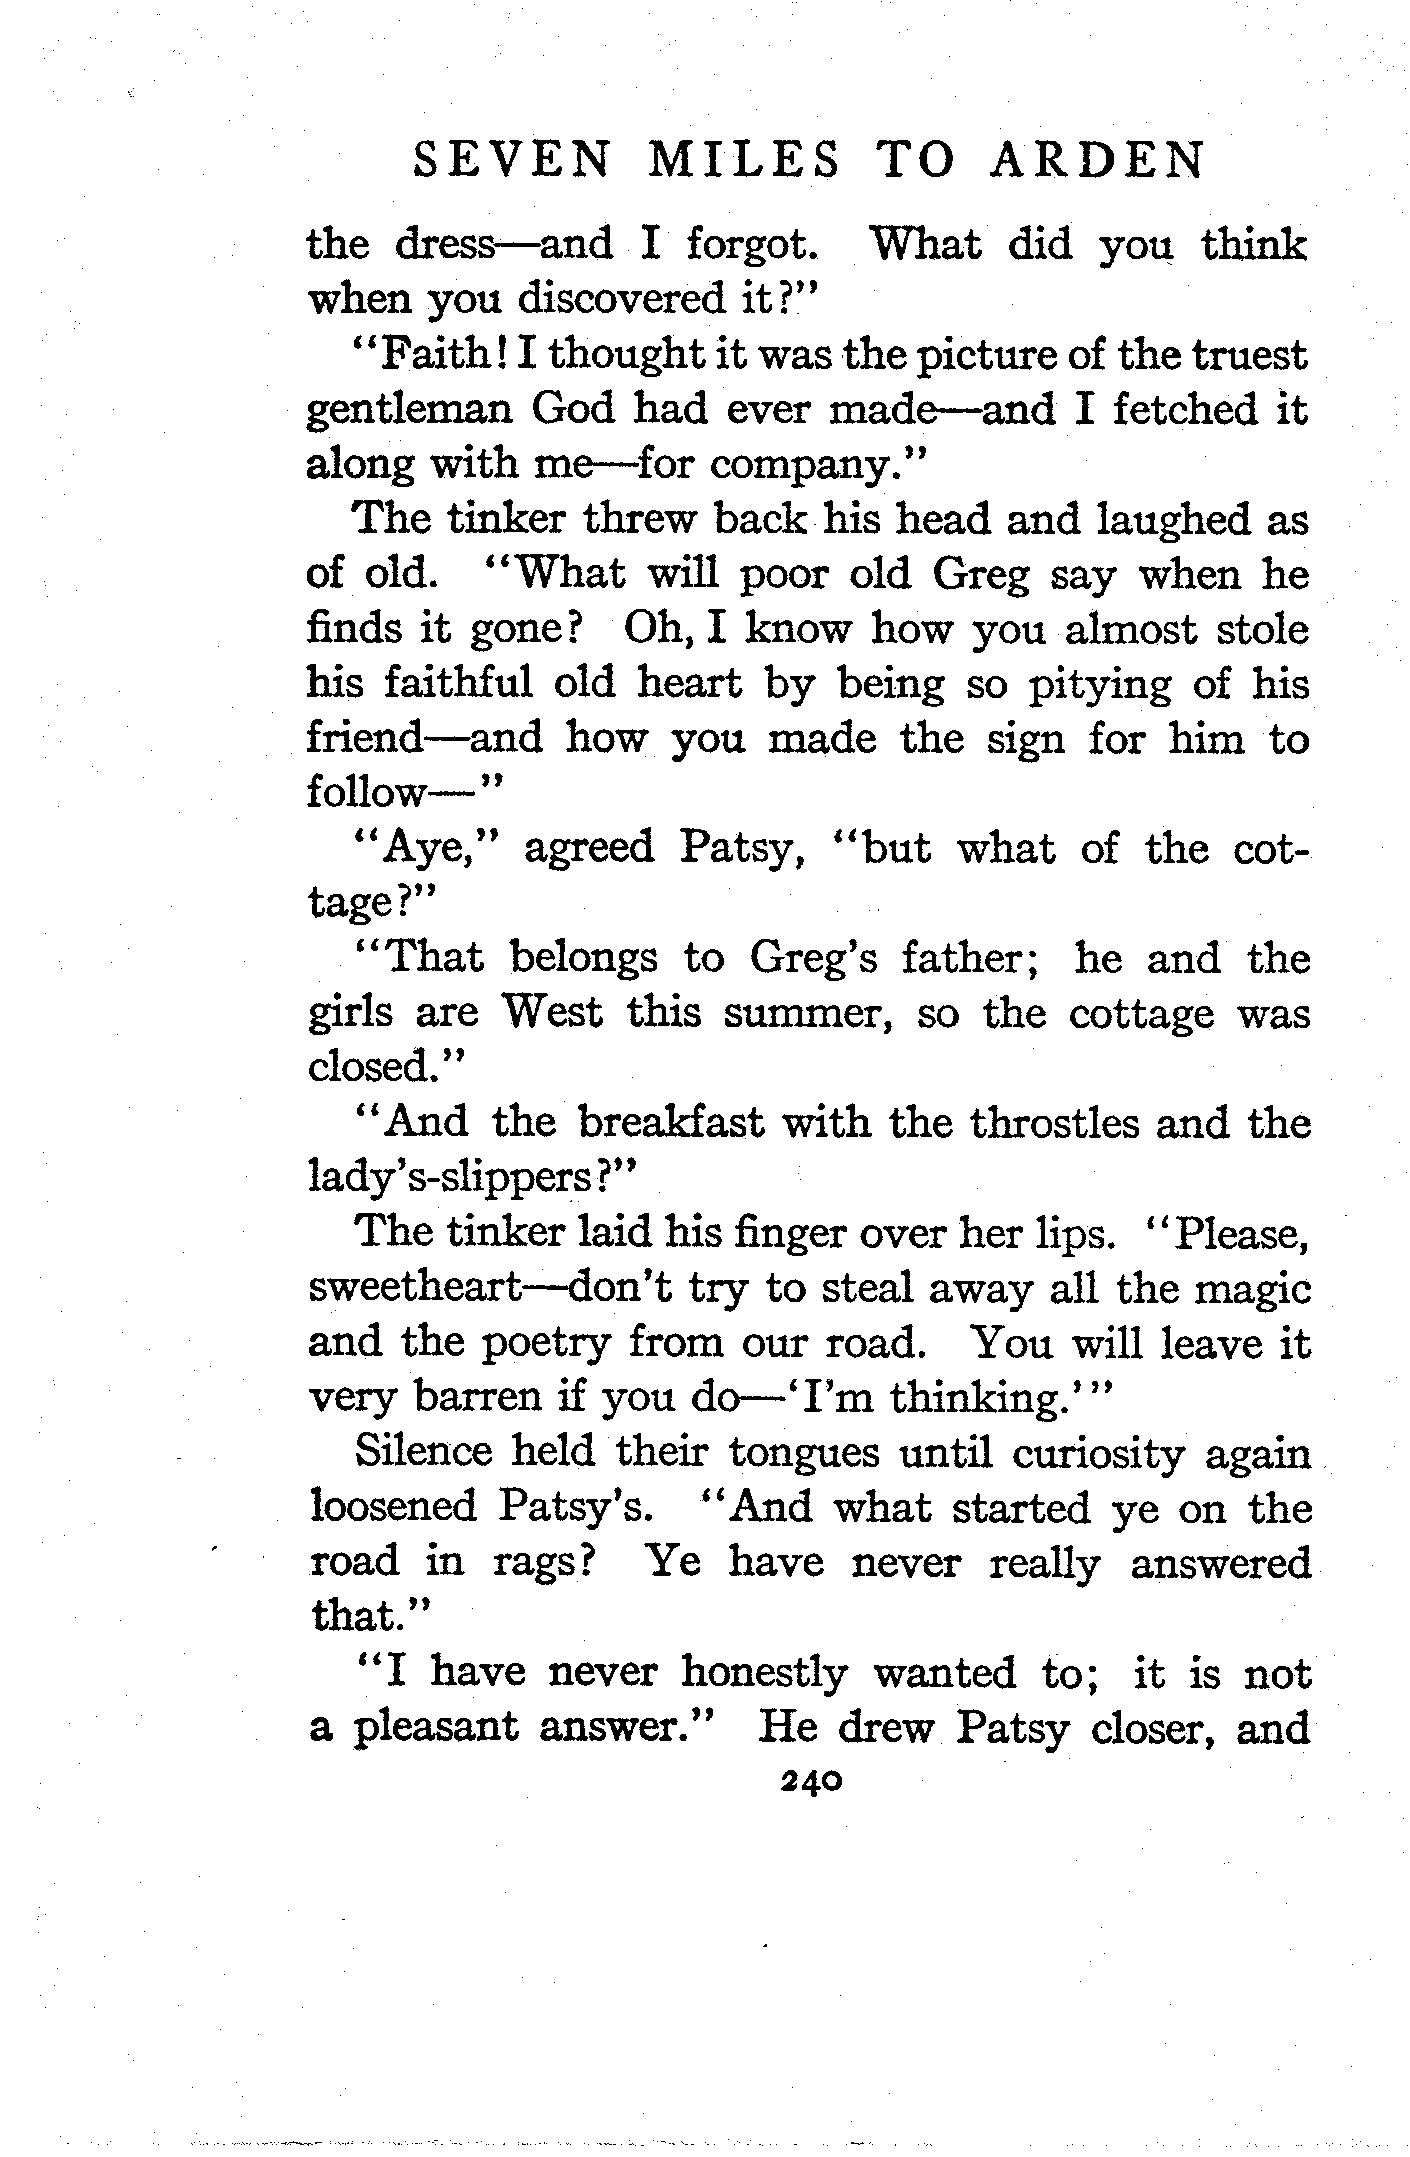 SEVEN MILES TO ARDEN
the dress—and I forgot. What did you think
when you discovered it?"
"Faith! I thought it was the picture of the truest
gentleman God had ever made—and I fetched it
along with me—for company."
The tinker threw back his head and laughed as
of old. "What will poor old Greg say when he
finds it gone? Oh, I know how you almost stole
his faithful old heart by being so pitying of his
friend—and how you made the sign for him to
follow—"
"Aye," agreed Patsy, "but what of the cot-
tage?"
"That belongs to Greg's father; he and the
girls are West this summer, so the cottage was
closed."
"And the breakfast with the throstles and the
lady's-slippers?"
The tinker laid his finger over her lips. "Please,
sweetheart—don't try to steal away all the magic
and the poetry from our road. You will leave it
very barren if you do—'I'm thinking.'"
Silence held their tongues until curiosity again
loosened Patsy's. "And what started ye on the
road in rags? Ye have never really answered
that."
"I have never honestly wanted to; it is not
a pleasant answer." He drew Patsy closer, and
240